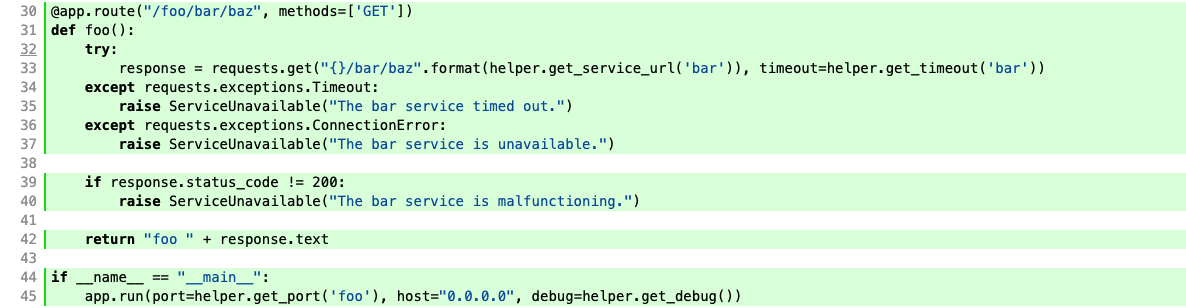 30 @app.route("/foo/bar/baz", methods=['GET'])
31 def foo():
32     try:
33         response = requests.get("{}/bar/baz".format(helper.get_service_url('bar')), timeout=helper.get_timeout('bar'))
34     except requests.exceptions.Timeout:
35         raise ServiceUnavailable("The bar service timed out.")
36     except requests.exceptions.ConnectionError:
37         raise ServiceUnavailable("The bar service is unavailable.")
38
39     if response.status_code != 200:
40         raise ServiceUnavailable("The bar service is malfunctioning.")
41
42     return "foo " + response.text
43
44 if __name__ == "__main__":
45     app.run(port=helper.get_port('foo'), host="0.0.0.0", debug=helper.get_debug())